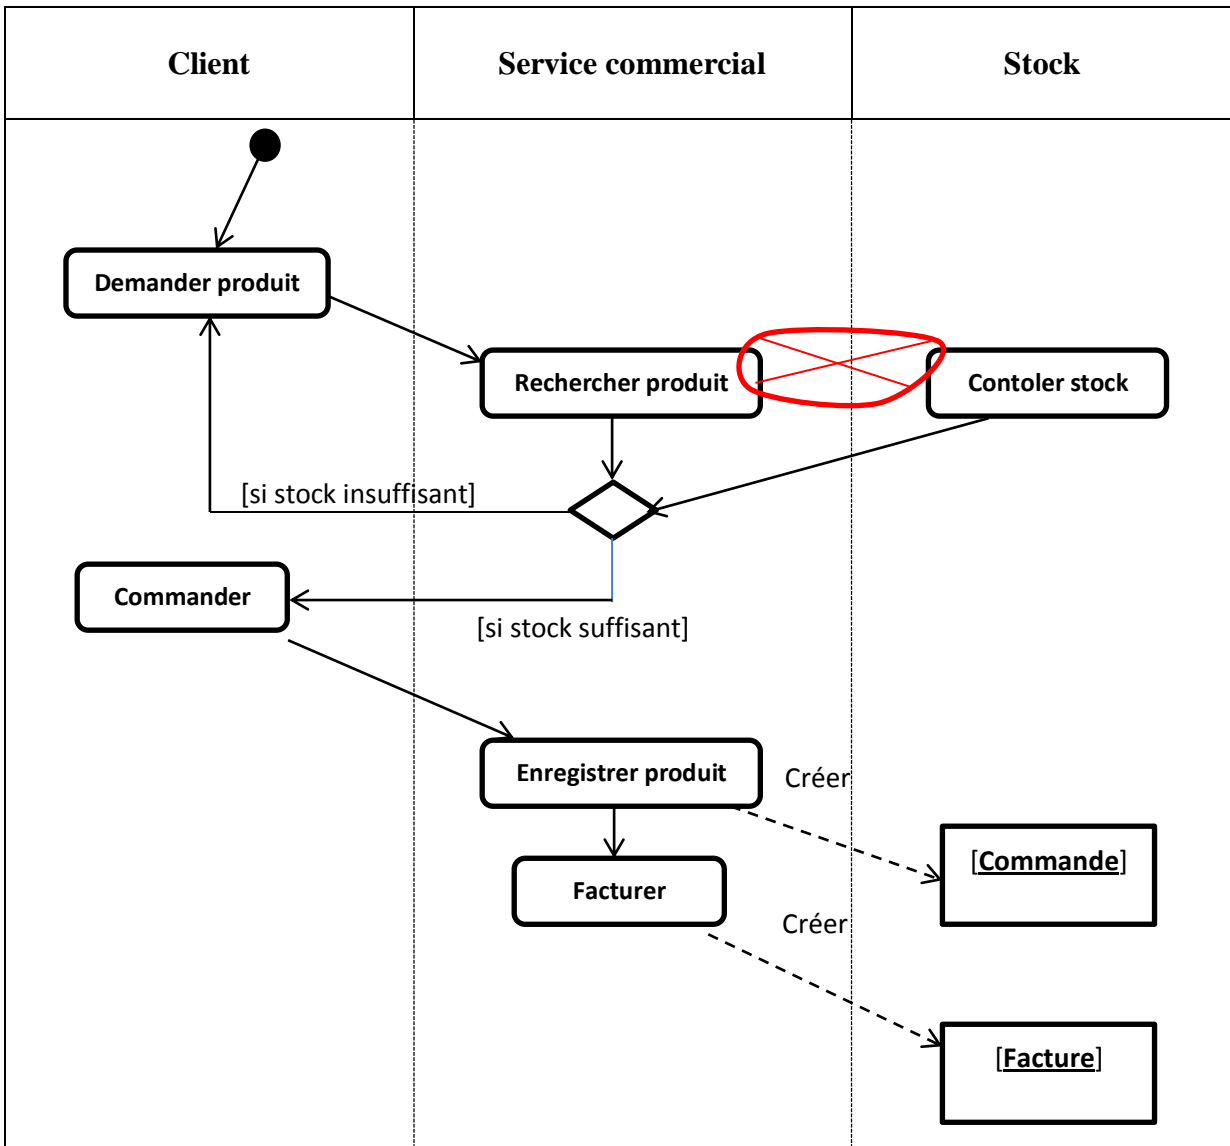 Client
Service commercial
Stock
Demander produit
Rechercher produit
Contoler stock
[si stock insuffisant]
Commander
[si stock suffisant]
Enregistrer produit
Créer
[Commande]
Facturer
Créer
[Facture]